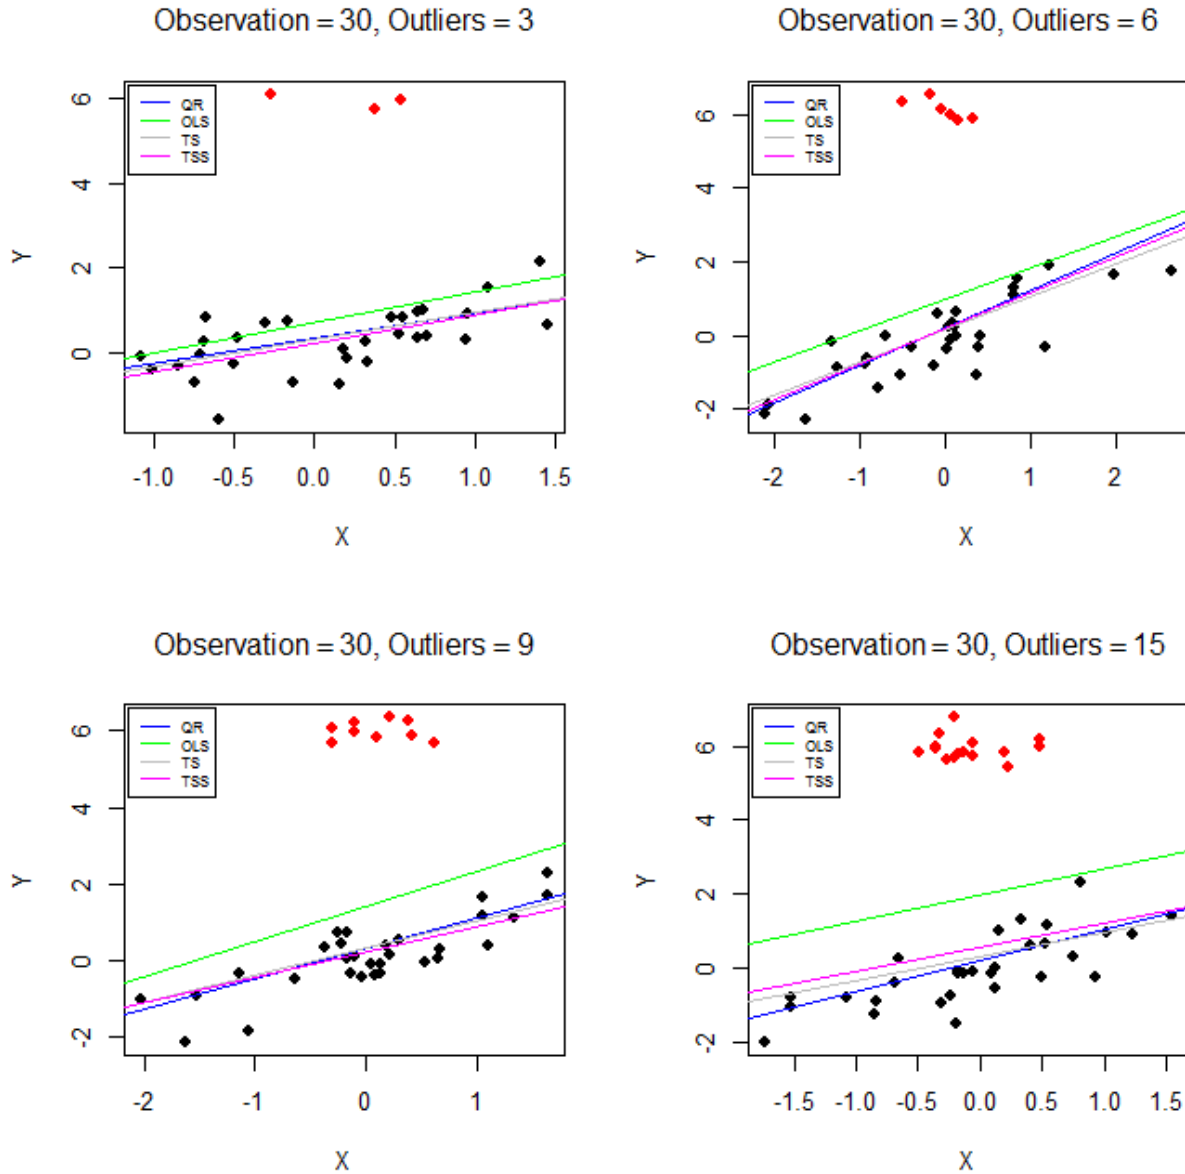 Observation = 30, Outliers = 3
QR
OLS
TS
TSS
6
4
2
0
Y
-1.0 -0.5 0.0 0.5 1.0 1.5
X
Observation = 30, Outliers = 6
QR
OLS
TS
TSS
6
4
2
0
-2
Y
-2 -1 0 1 2
X
Observation = 30, Outliers = 9
QR
OLS
TS
TSS
6
4
2
0
-2
Y
-2 -1 0 1
X
Observation = 30, Outliers = 15
QR
OLS
TS
TSS
6
4
2
0
-2
Y
-1.5 -1.0 -0.5 0.0 0.5 1.0 1.5
X